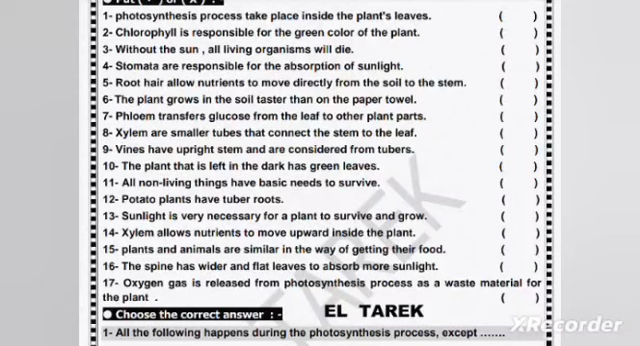 1- photosynthesis process take place inside the plant's leaves. ( )
2- Chlorophyll is responsible for the green color of the plant. ( )
3- Without the sun , all living organisms will die. ( )
4- Stomata are responsible for the absorption of sunlight. ( )
5- Root hair allow nutrients to move directly from the soil to the stem. ( )
6- The plant grows in the soil taster than on the paper towel. ( )
7- Phloem transfers glucose from the leaf to other plant parts. ( )
8- Xylem are smaller tubes that connect the stem to the leaf. ( )
9- Vines have upright stem and are considered from tubers. ( )
10- The plant that is left in the dark has green leaves. ( )
11- All non-living things have basic needs to survive. ( )
12- Potato plants have tuber roots. ( )
13- Sunlight is very necessary for a plant to survive and grow. ( )
14- Xylem allows nutrients to move upward inside the plant. ( )
15- plants and animals are similar in the way of getting their food. ( )
16- The spine has wider and flat leaves to absorb more sunlight. ( )
17- Oxygen gas is released from photosynthesis process as a waste material for
the plant . ( )
Choose the correct answer : - EL TAREK
1- All the following happens during the photosynthesis process, except .......
TAREK
XRecorder